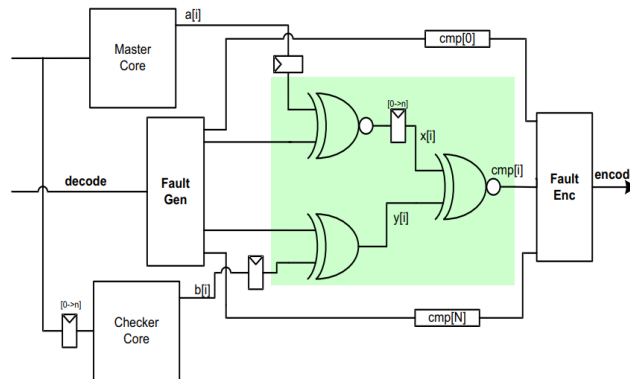 a[i]
Master
Core
cmp[0]
[0->n]
x[i]
cmp[i]
decode
Fault
Gen
Fault
Enc
encod
y[i]
b[i]
[0->n]
Checker
Core
cmp[N]